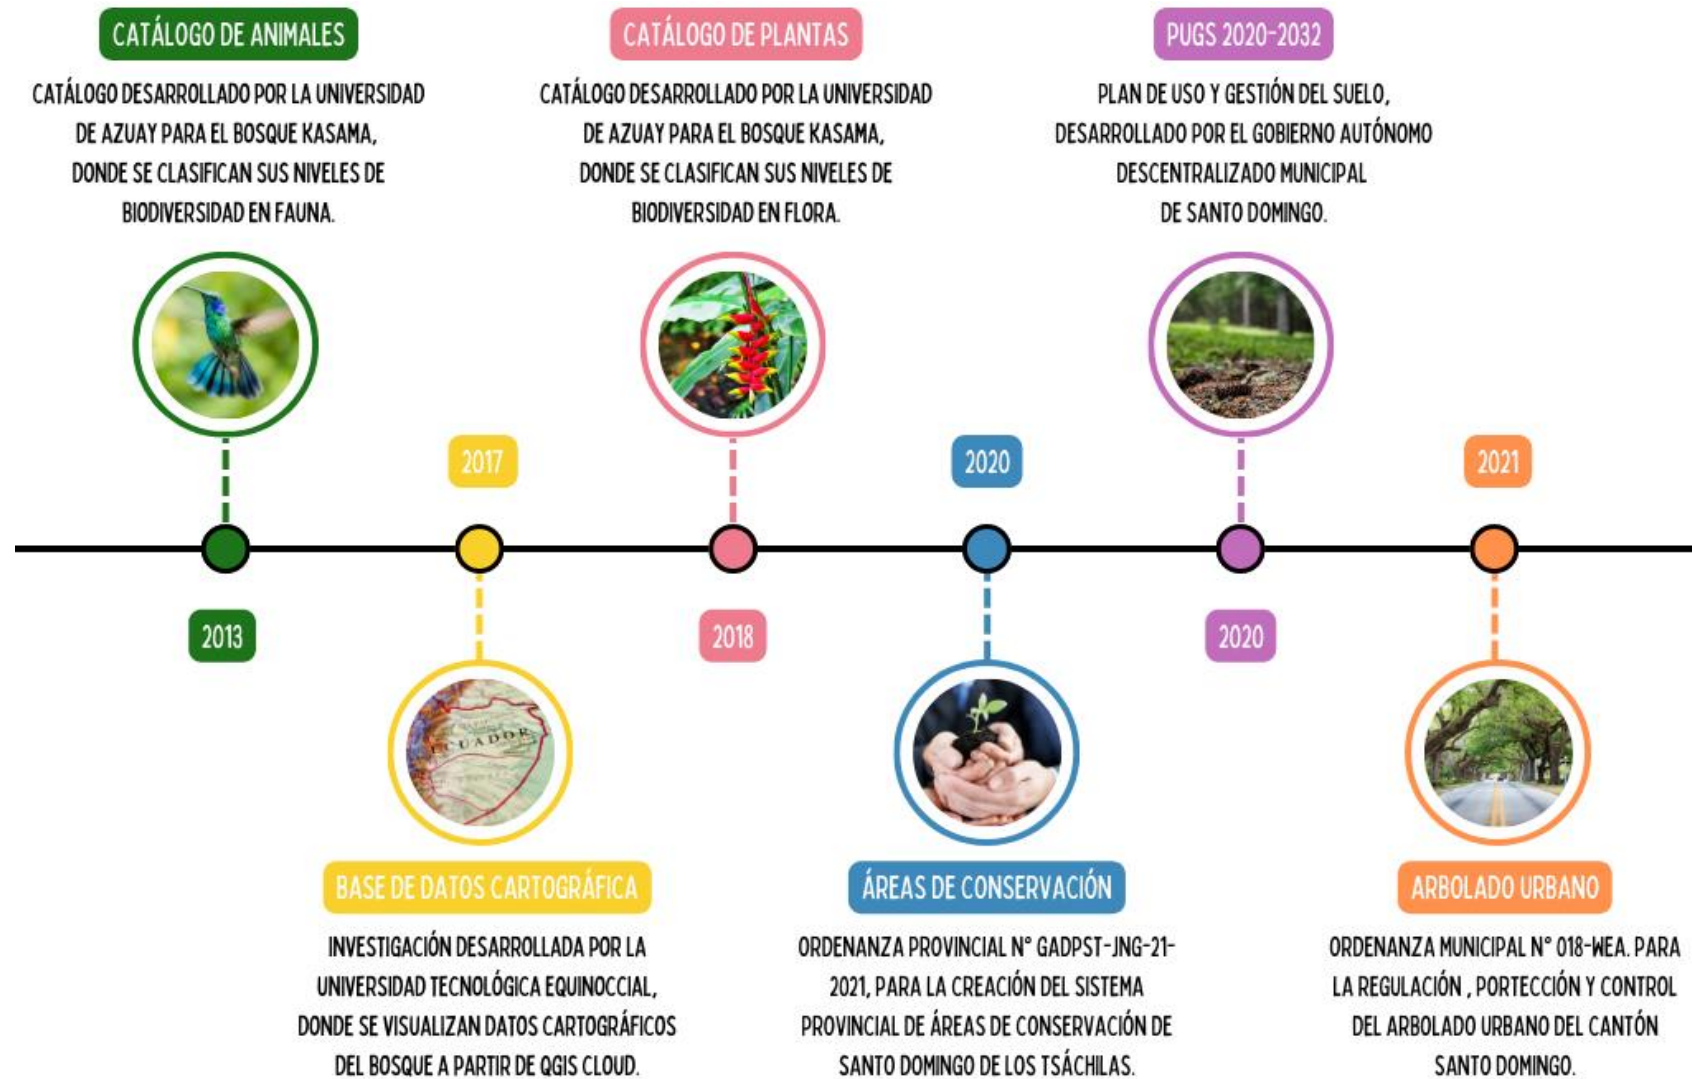 CATÁLOGO DE ANIMALES
CATÁLOGO DESARROLLADO POR LA UNIVERSIDAD
DE AZUAY PARA EL BOSQUE KASAMA,
DONDE SE CLASIFICAN SUS NIVELES DE
BIODIVERSIDAD EN FAUNA.
2013
2017
ECUADOR
BASE DE DATOS CARTOGRÁFICA
INVESTIGACIÓN DESARROLLADA POR LA
UNIVERSIDAD TECNOLÓGICA EQUINOCCIAL,
DONDE SE VISUALIZAN DATOS CARTOGRÁFICOS
DEL BOSQUE A PARTIR DE QGIS CLOUD.
CATÁLOGO DE PLANTAS
CATÁLOGO DESARROLLADO POR LA UNIVERSIDAD
DE AZUAY PARA EL BOSQUE KASAMA,
DONDE SE CLASIFICAN SUS NIVELES DE
BIODIVERSIDAD EN FLORA.
2018
2020
ÁREAS DE CONSERVACIÓN
ORDENANZA PROVINCIAL N° GADPST-JNG-21-
2021, PARA LA CREACIÓN DEL SISTEMA
PROVINCIAL DE ÁREAS DE CONSERVACIÓN DE
SANTO DOMINGO DE LOS TSÁCHILAS.
PUGS 2020-2032
PLAN DE USO Y GESTIÓN DEL SUELO,
DESARROLLADO POR EL GOBIERNO AUTÓNOMO
DESCENTRALIZADO MUNICIPAL
DE SANTO DOMINGO.
2020
2021
ARBOLADO URBANO
ORDENANZA MUNICIPAL N° 018-WEA. PARA
LA REGULACIÓN , PORTECCIÓN Y CONTROL
DEL ARBOLADO URBANO DEL CANTÓN
SANTO DOMINGO.